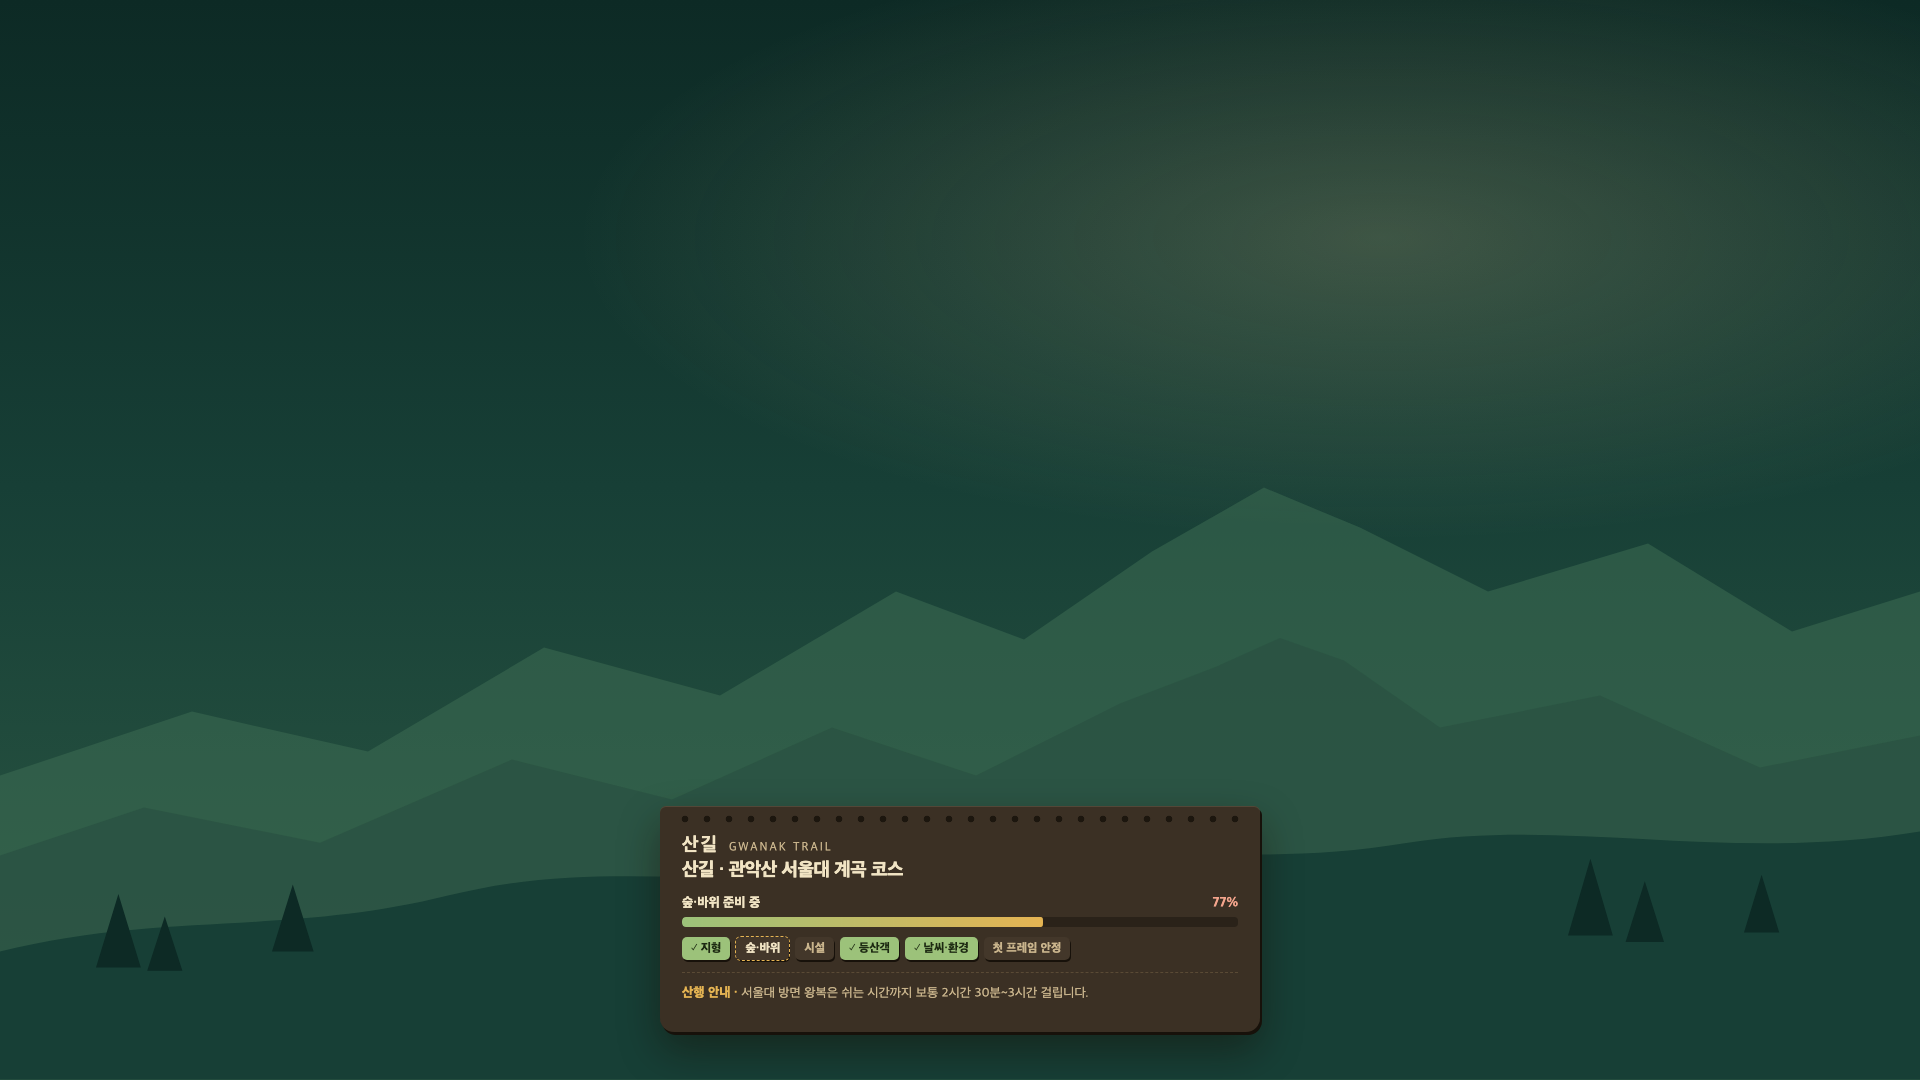 산길 GWANAK TRAIL
산길 · 관악산 서울대 계곡 코스
숲·바위 준비 중 77%
✓ 지형 숲·바위 시설 ✓ 등산객 ✓ 날씨·환경 첫 프레임 안정
산행 안내 · 서울대 방면 왕복은 쉬는 시간까지 보통 2시간 30분~3시간 걸립니다.